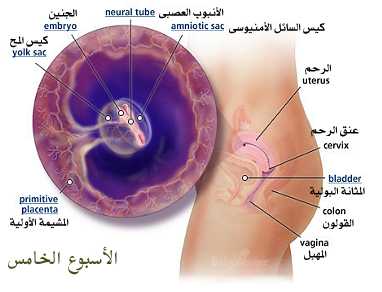 الجنين
embryo
الأنبوب العصبى
neural tube
كيس السائل الأمنيوسى
amniotic sac
كيس المح
yolk sac
الرحم
uterus
عنق الرحم
cervix
bladder
المثانة البولية
colon
القولون
vagina
المهبل
primitive
placenta
المشيمة الأولية
الأسبوع الخامس